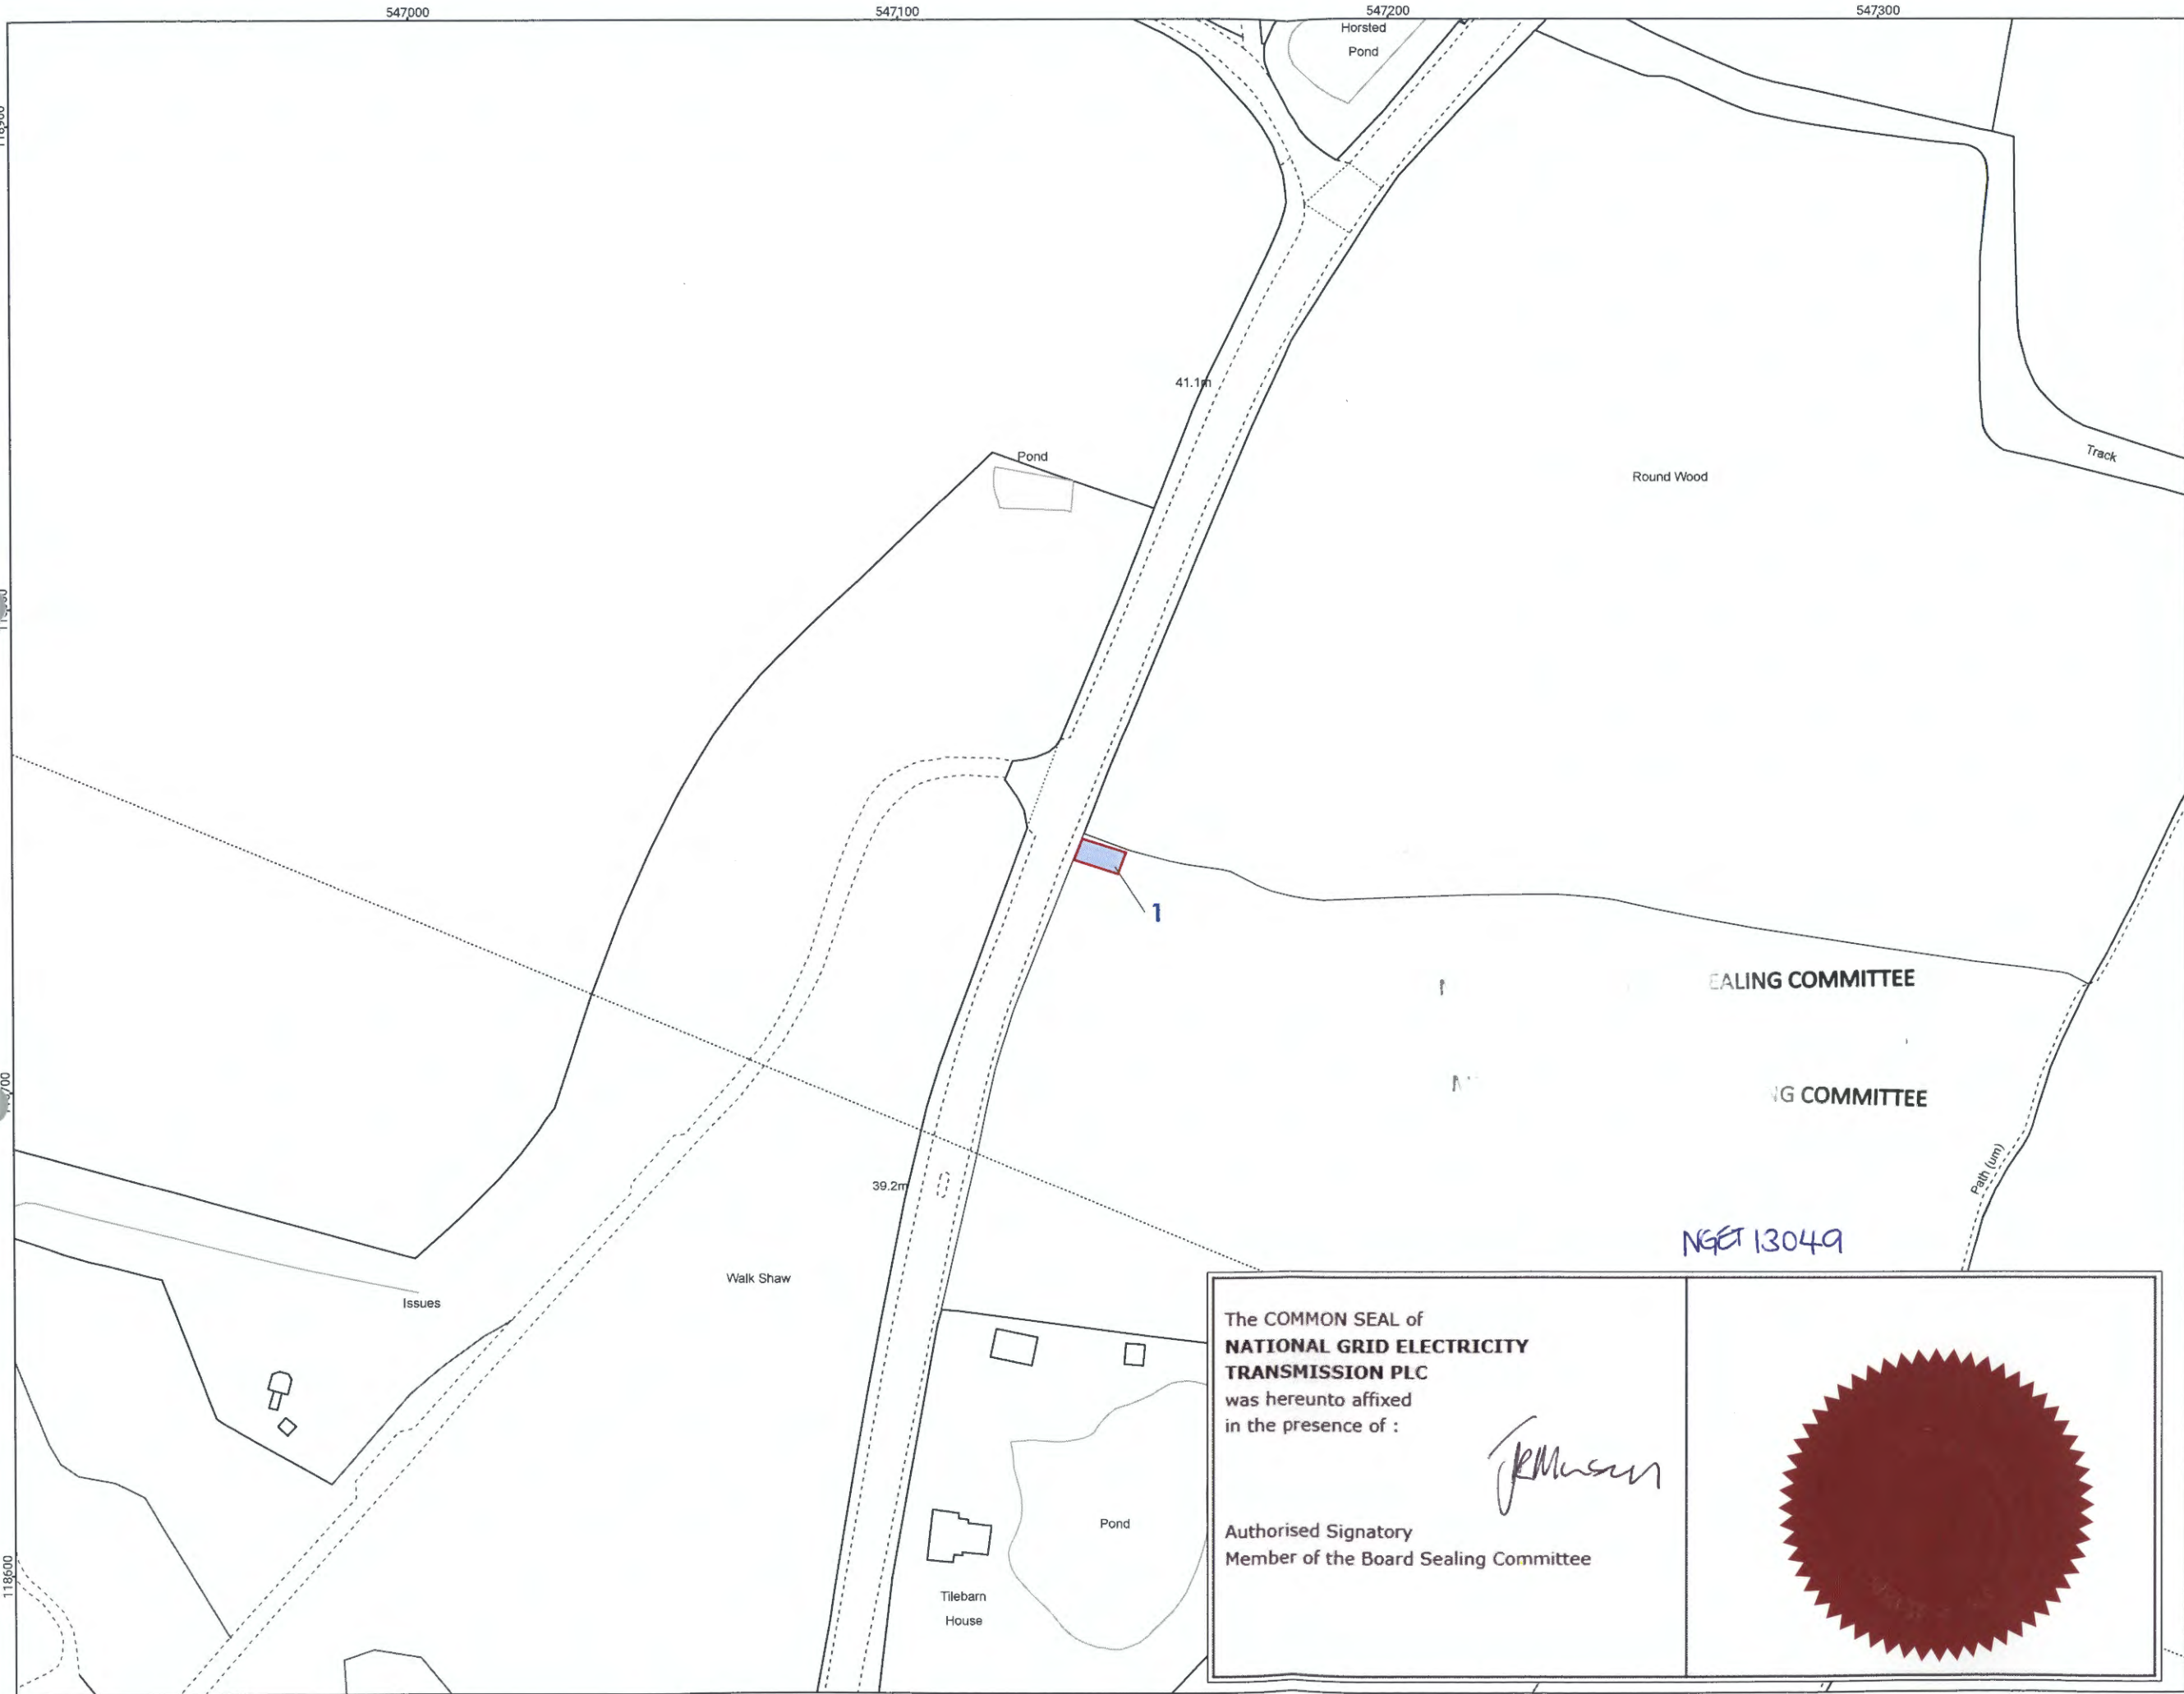 547000
547100
547200
547300
Horsted
Pond
41.1m
Pond
Round Wood
Track
1
EALING COMMITTEE
NG COMMITTEE
Path (um)
39.2m
NGET 13049
Walk Shaw
Issues
The COMMON SEAL of
NATIONAL GRID ELECTRICITY
TRANSMISSION PLC
was hereunto affixed
in the presence of :
Authorised Signatory
Member of the Board Sealing Committee
Pond
118600
Tilebarn
House